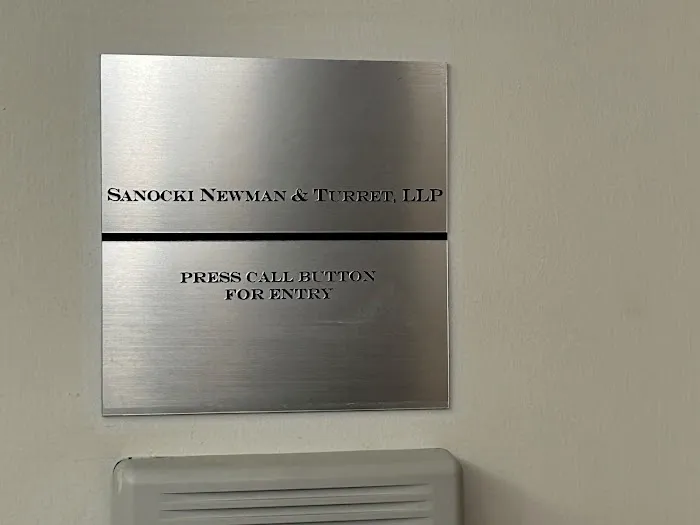 SANOCKI NEWMAN & TURRET, LLP
PRESS CALL BUTTON
FOR ENTRY